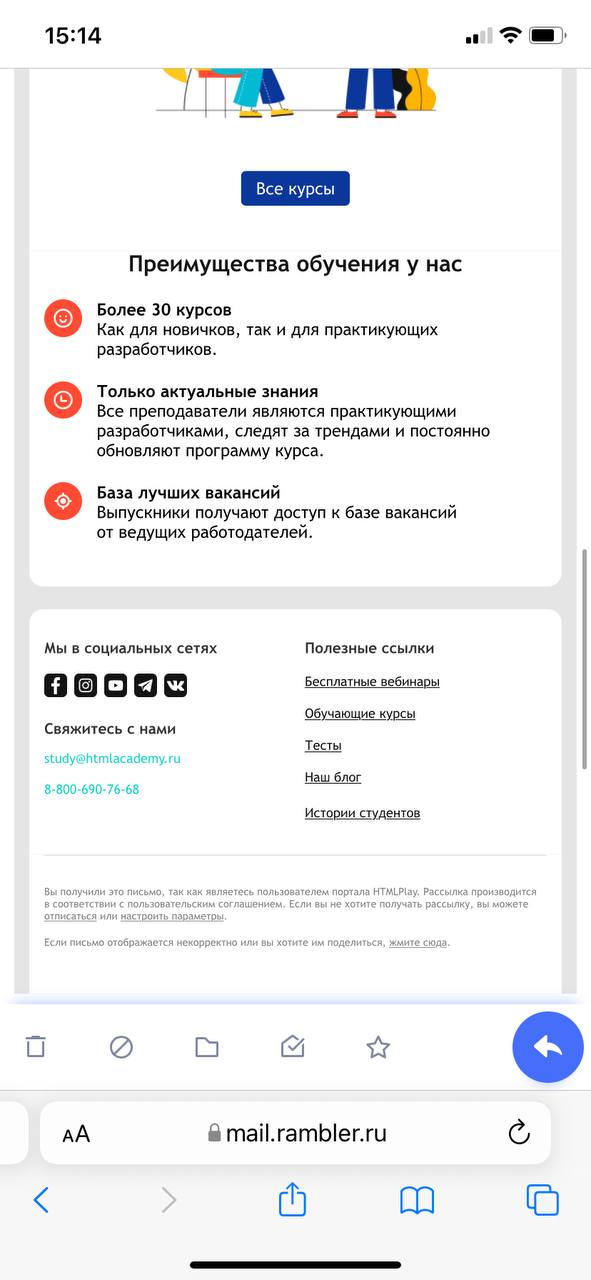 15:14
Все курсы
Преимущества обучения у нас
Более 30 курсов
Как для новичков, так и для практикующих
разработчиков.
Только актуальные знания
Все преподаватели являются практикующими
разработчиками, следят за трендами и постоянно
обновляют программу курса.
База лучших вакансий
Выпускники получают доступ к базе вакансий
от ведущих работодателей.
Мы в социальных сетях
Свяжитесь с нами
study@htmlacademy.ru
8-800-690-76-68
Полезные ссылки
Бесплатные вебинары
Обучающие курсы
Тесты
Наш блог
Истории студентов
Вы получили это письмо, так как являетесь пользователем портала HTMLPlay. Рассылка производится
в соответствии с пользовательским соглашением. Если вы не хотите получать рассылку, вы можете
отписаться или настроить параметры.
Если письмо отображается некорректно или вы хотите им поделиться, жмите сюда.
AA mail.rambler.ru